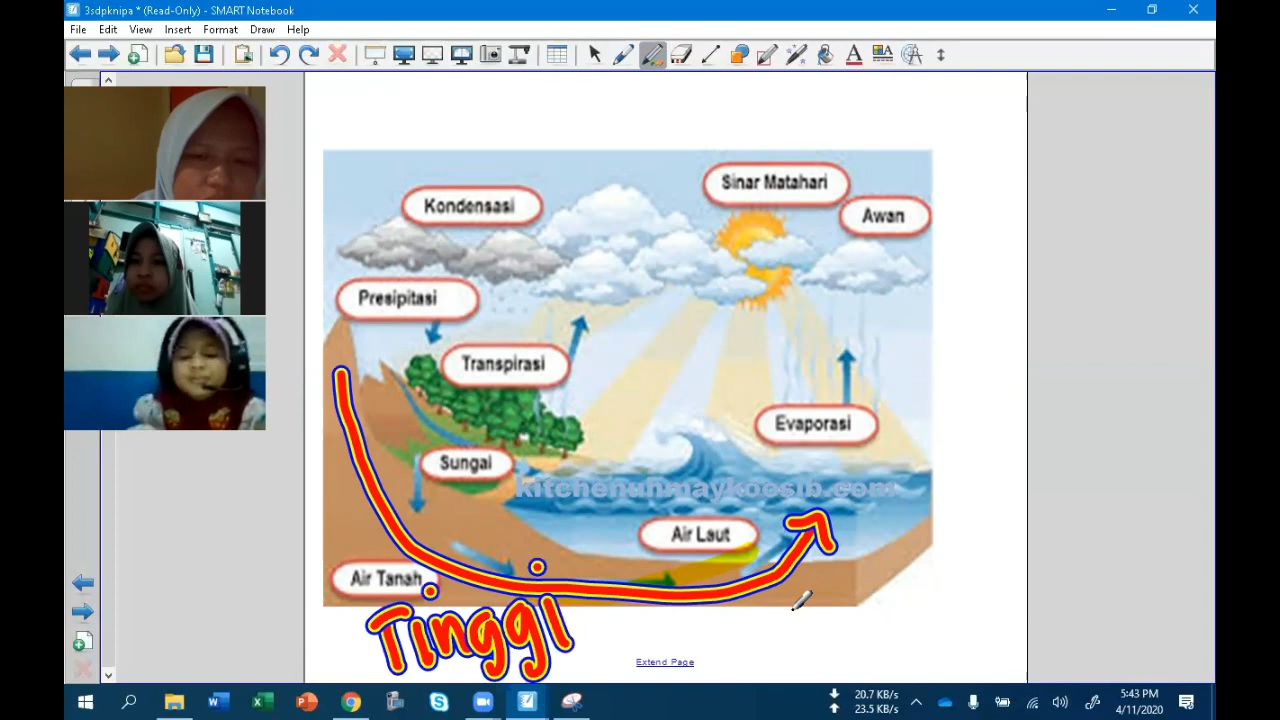 3sdpknipa * (Read-Only) - SMART Notebook
File Edit View Insert Format Draw Help
Sinar Matahari
Kondensasi
Awan
Presipitasi
Transpirasi
Evaporasi
Sungai
Air Laut
Air Tanah
Tinggi
Extend Page
20.7 KB/s
23.5 KB/s
5:43 PM
4/11/2020